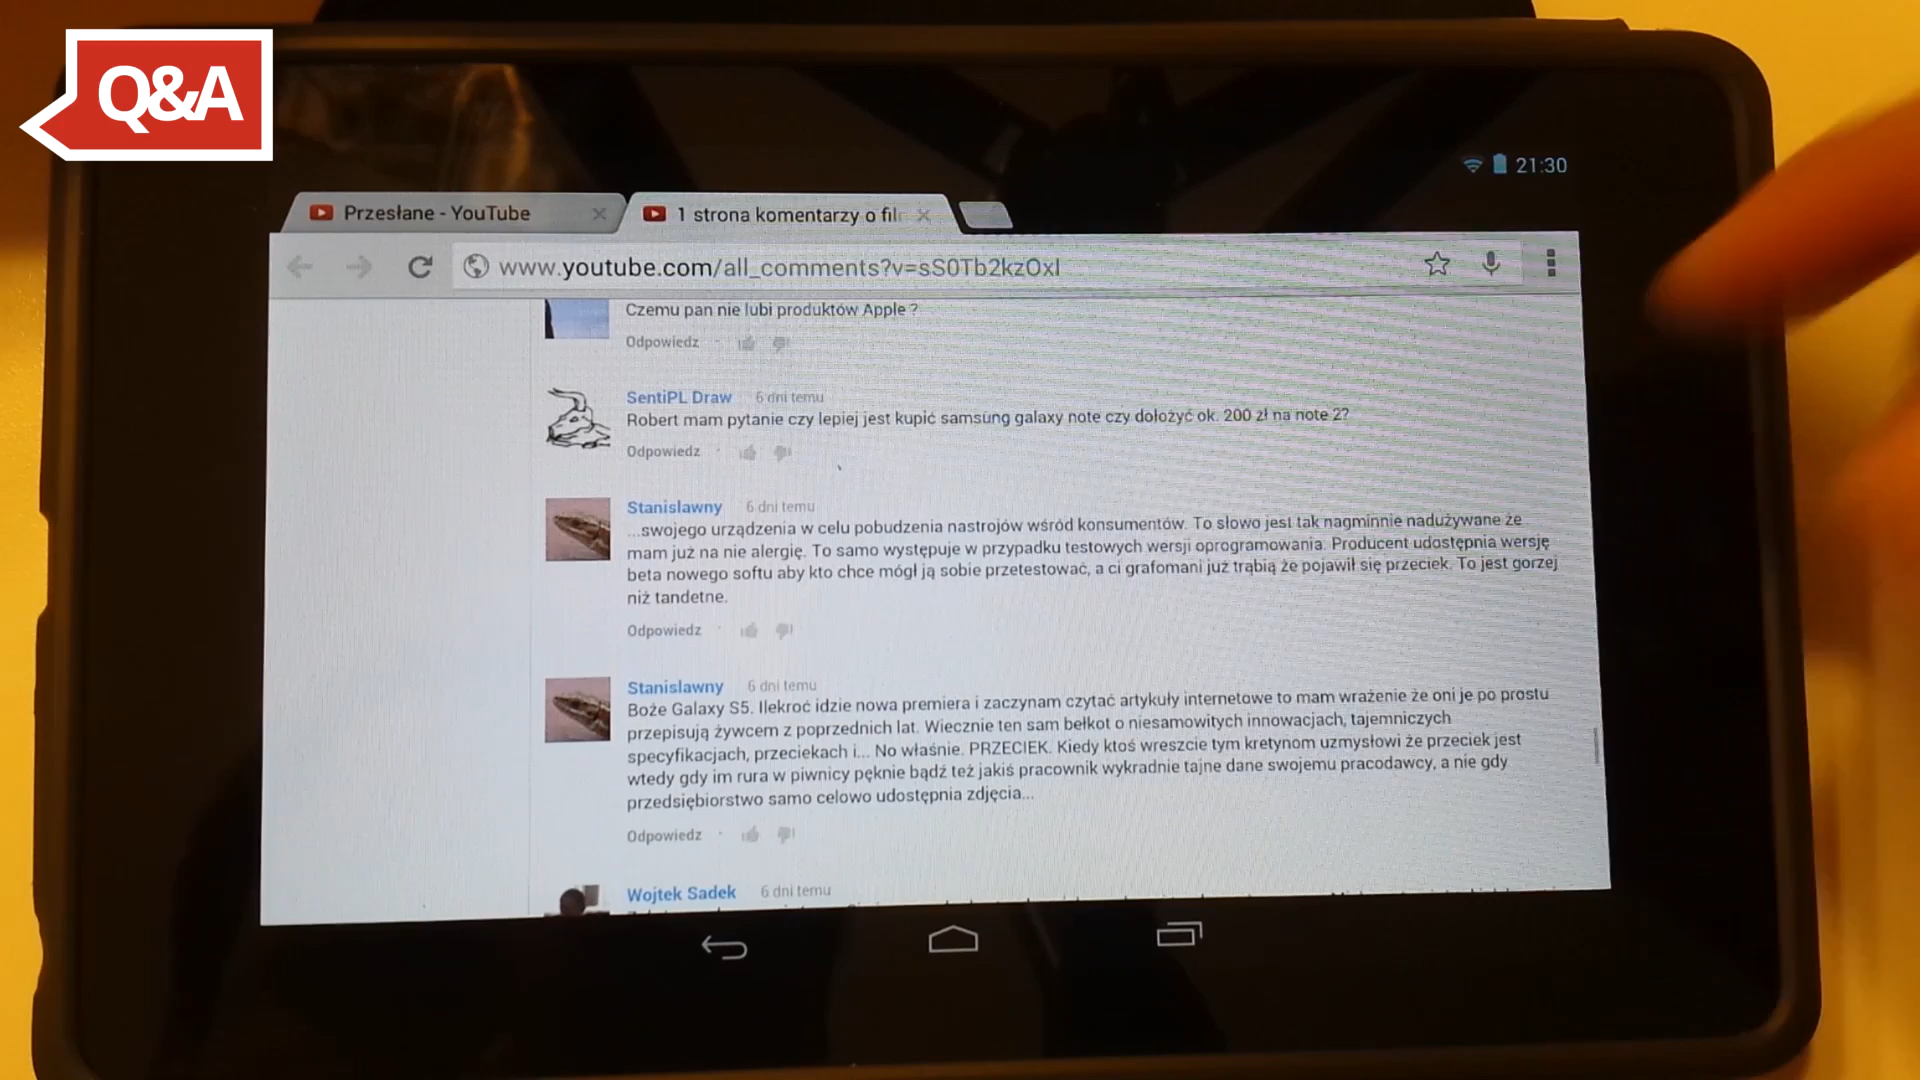 Q&A
21:30
Przesłane - YouTube
1 strona komentarzy o fil
www.youtube.com/all_comments?v=sS0Tb2kzOxI
Czemu pan nie lubi produktów Apple ?
Odpowiedz
SentiPL Draw 6 dni temu
Robert mam pytanie czy lepiej jest kupić samsung galaxy note czy dołożyć ok. 200 zł na note 2?
Odpowiedz
Stanislawny 6 dni temu
...swojego urządzenia w celu pobudzenia nastrojów wśród konsumentów. To słowo jest tak nagminnie nadużywane że
mam już na nie alergię. To samo występuje w przypadku testowych wersji oprogramowania. Producent udostępnia wersję
beta nowego softu aby kto chce mógł ją sobie przetestować, a ci grafomani już trąbią że pojawił się przeciek. To jest gorzej
niż tandetne.
Odpowiedz
Stanislawny 6 dni temu
Boże Galaxy S5. Ilekroć idzie nowa premiera i zaczynam czytać artykuły internetowe to mam wrażenie że oni je po prostu
przepisują żywcem z poprzednich lat. Wiecznie ten sam bełkot o niesamowitych innowacjach, tajemniczych
specyfikacjach, przeciekach i... No właśnie. PRZECIEK. Kiedy ktoś wreszcie tym kretynom uzmysłowi że przeciek jest
wtedy gdy im rura w piwnicy pęknie bądź też jakiś pracownik wykradnie tajne dane swojemu pracodawcy, a nie gdy
przedsiębiorstwo samo celowo udostępnia zdjęcia...
Odpowiedz
Wojtek Sadek 6 dni temu